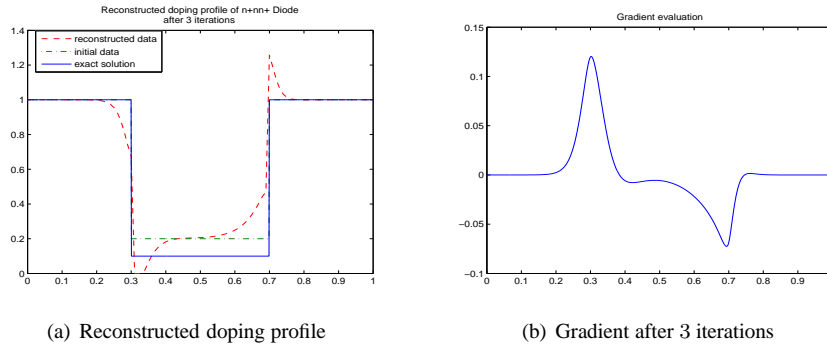 Reconstructed doping profile of n+nn+ Diode
after 3 iterations
1.4
1.2
1
0.8
0.6
0.4
0.2
0
reconstructed data
initial data
exact solution
0 0.1 0.2 0.3 0.4 0.5 0.6 0.7 0.8 0.9 1
(a) Reconstructed doping profile
Gradient evaluation
0.15
0.1
0.05
0
−0.05
−0.1
0 0.1 0.2 0.3 0.4 0.5 0.6 0.7 0.8 0.9
(b) Gradient after 3 iterations